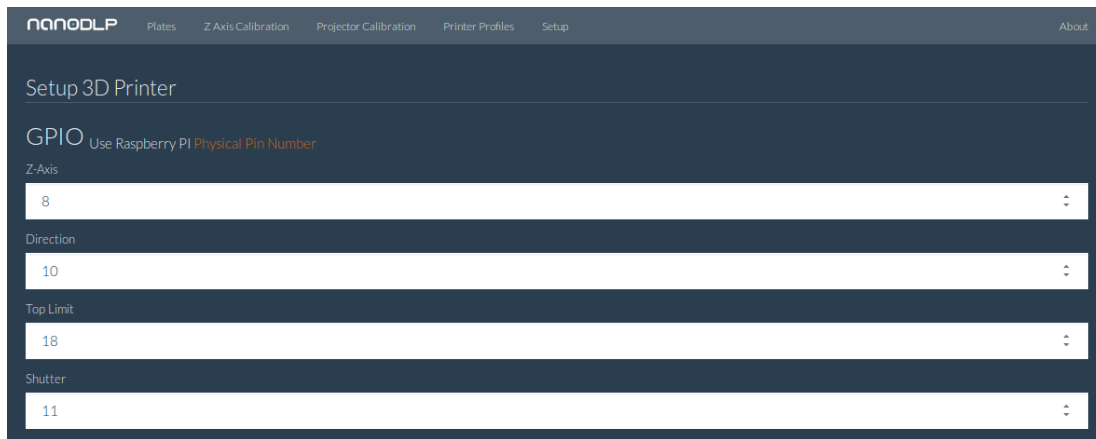 nanoDLP Plates Z Axis Calibration Projector Calibration Printer Profiles Setup About
Setup 3D Printer
GPIO Use Raspberry PI Physical Pin Number
Z-Axis
8
Direction
10
Top Limit
18
Shutter
11